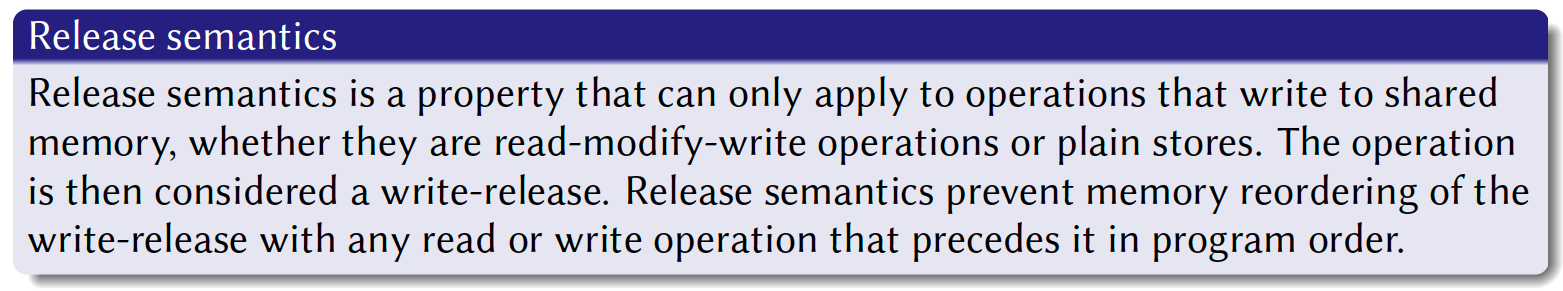 Release semantics
Release semantics is a property that can only apply to operations that write to shared
memory, whether they are read-modify-write operations or plain stores. The operation
is then considered a write-release. Release semantics prevent memory reordering of the
write-release with any read or write operation that precedes it in program order.